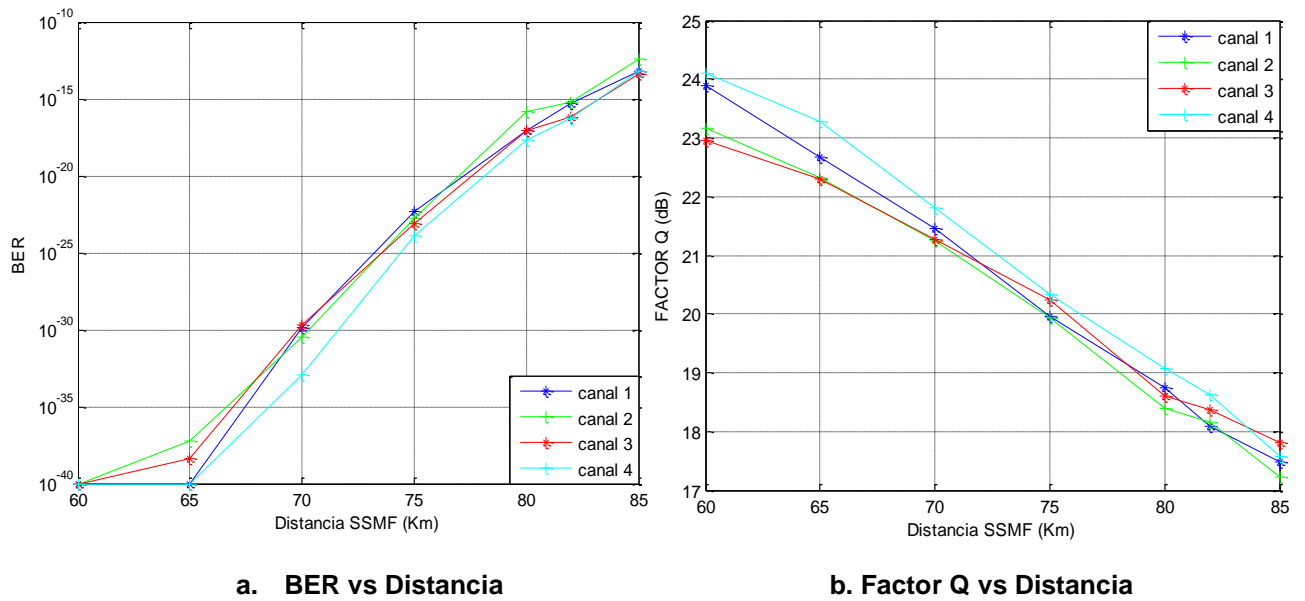 10^-10
10^-15
10^-20
10^-25
10^-30
10^-35
10^-40
BER
60 65 70 75 80 85
Distancia SSMF (Km)
canal 1
canal 2
canal 3
canal 4
a. BER vs Distancia
25
24
23
22
21
20
19
18
17
FACTOR Q (dB)
60 65 70 75 80 85
Distancia SSMF (Km)
canal 1
canal 2
canal 3
canal 4
b. Factor Q vs Distancia